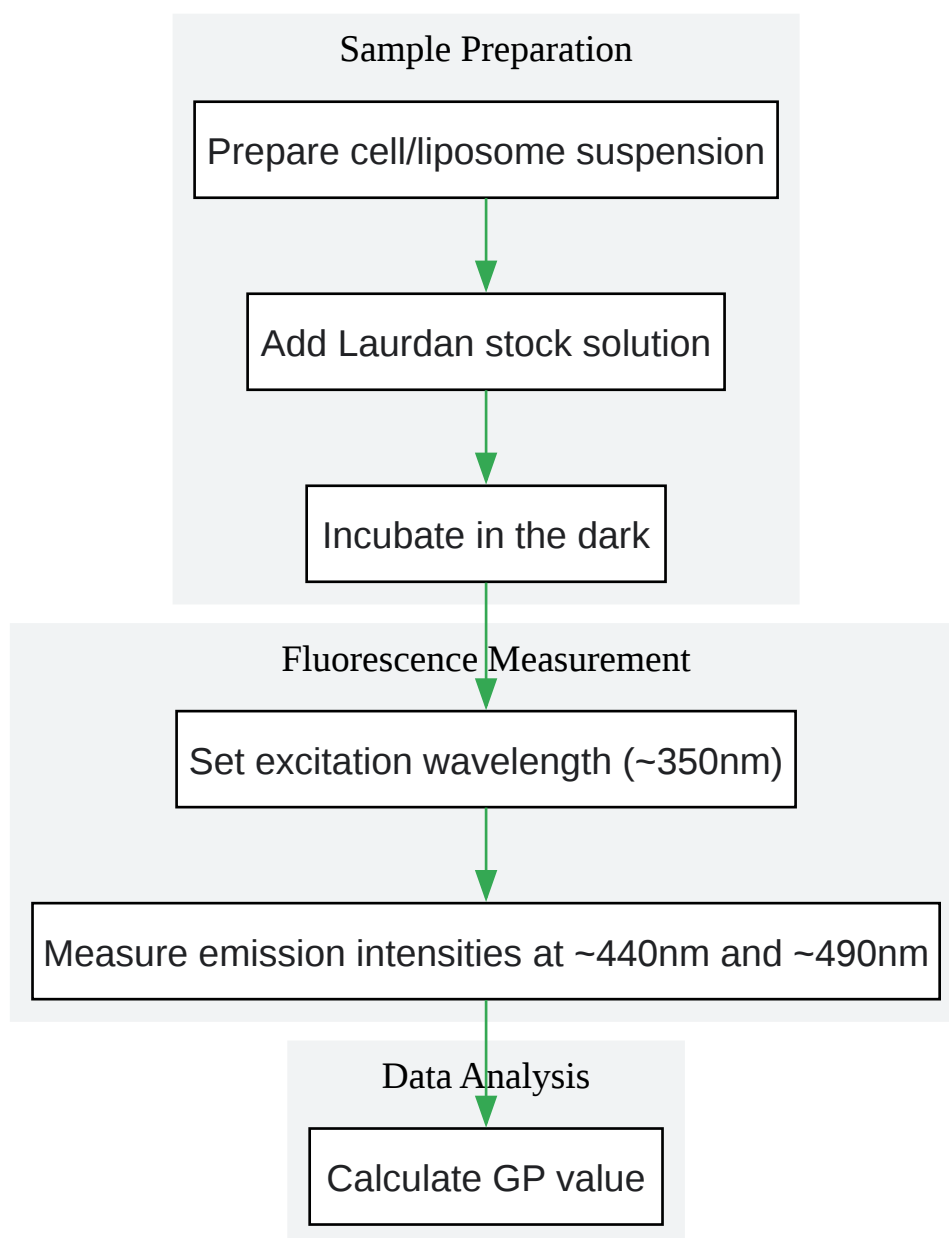 Sample Preparation
Prepare cell/liposome suspension
Add Laurdan stock solution
Incubate in the dark
Fluorescence Measurement
Set excitation wavelength (~350nm)
Measure emission intensities at ~440nm and ~490nm
Data Analysis
Calculate GP value